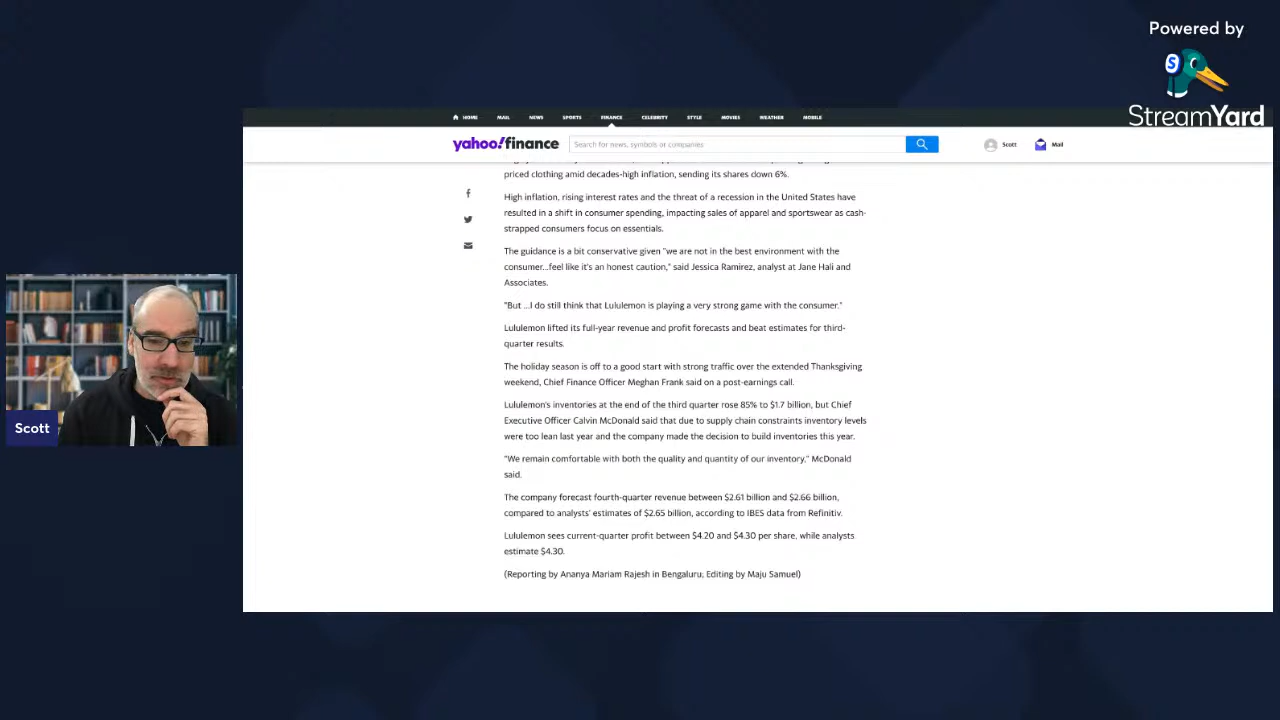 Powered by
S
StreamYard
HOME MAIL NEWS SPORTS FINANCE CELEBRITY STYLE MOVIES WEATHER MOBILE
yahoo!finance
Search for news, symbols or companies
Scott
Mail
priced clothing amid decades-high inflation, sending its shares down 6%.
High inflation, rising interest rates and the threat of a recession in the United States have
resulted in a shift in consumer spending, impacting sales of apparel and sportswear as cash-
strapped consumers focus on essentials.
The guidance is a bit conservative given "we are not in the best environment with the
consumer...feel like it's an honest caution," said Jessica Ramirez, analyst at Jane Hali and
Associates.
"But ...I do still think that Lululemon is playing a very strong game with the consumer."
Lululemon lifted its full-year revenue and profit forecasts and beat estimates for third-
quarter results.
The holiday season is off to a good start with strong traffic over the extended Thanksgiving
weekend, Chief Finance Officer Meghan Frank said on a post-earnings call.
Lululemon's inventories at the end of the third quarter rose 85% to $1.7 billion, but Chief
Executive Officer Calvin McDonald said that due to supply chain constraints inventory levels
were too lean last year and the company made the decision to build inventories this year.
"We remain comfortable with both the quality and quantity of our inventory," McDonald
said.
The company forecast fourth-quarter revenue between $2.61 billion and $2.66 billion,
compared to analysts' estimates of $2.65 billion, according to IBES data from Refinitiv.
Lululemon sees current-quarter profit between $4.20 and $4.30 per share, while analysts
estimate $4.30.
(Reporting by Ananya Mariam Rajesh in Bengaluru; Editing by Maju Samuel)
Scott